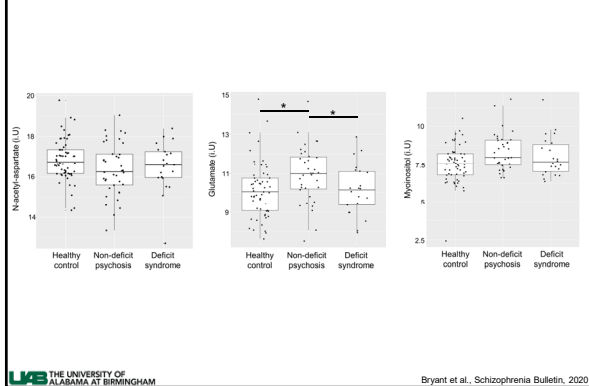 N-acetyl-aspartate (i.U)
20
18
16
14
Healthy control
Non-deficit psychosis
Deficit syndrome
Glutamate (i.U)
15
13
11
9
*
*
Healthy control
Non-deficit psychosis
Deficit syndrome
Myoinositol (i.U)
10
7.5
5
2.5
Healthy control
Non-deficit psychosis
Deficit syndrome
UAB THE UNIVERSITY OF
ALABAMA AT BIRMINGHAM
Bryant et al., Schizophrenia Bulletin, 2020